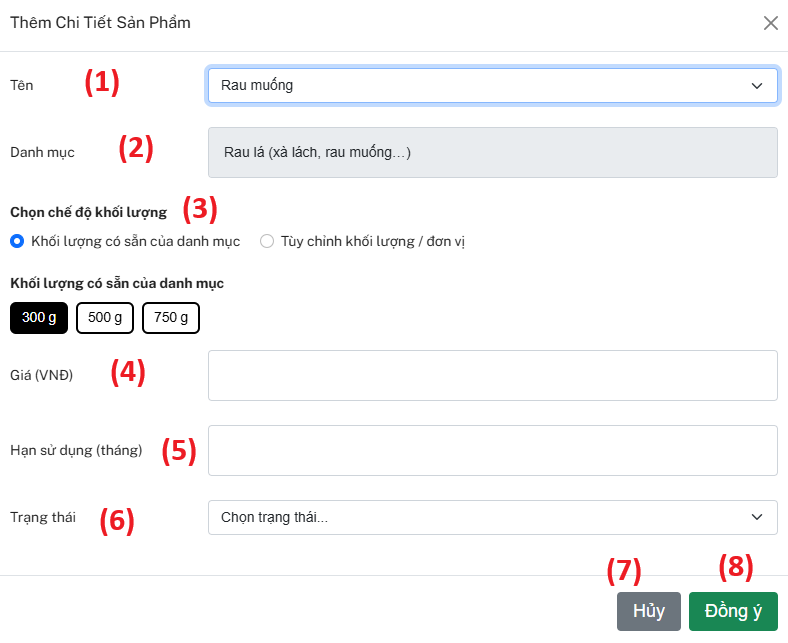 Thêm Chi Tiết Sản Phẩm
Tên (1) Rau muống
Danh mục (2) Rau lá (xà lách, rau muống...)
Chọn chế độ khối lượng (3)
Khối lượng có sẵn của danh mục Tùy chỉnh khối lượng / đơn vị
Khối lượng có sẵn của danh mục
300 g 500 g 750 g
Giá (VNĐ) (4)
Hạn sử dụng (tháng) (5)
Trạng thái (6) Chọn trạng thái...
(7) (8)
Hủy Đồng ý